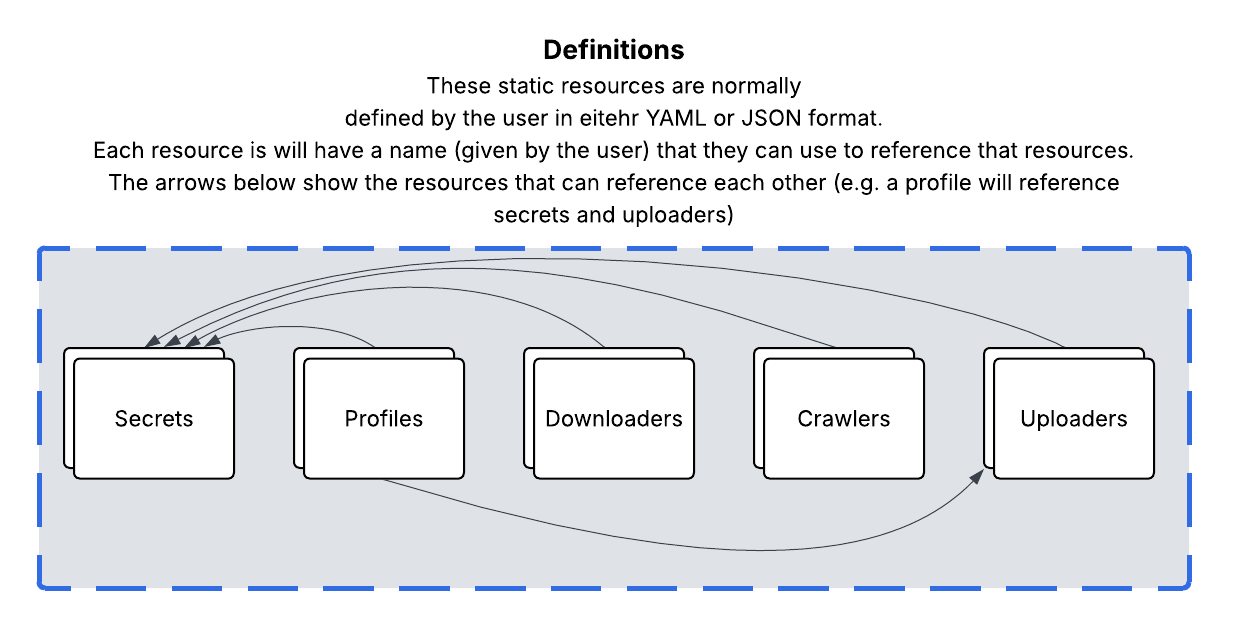 Definitions
These static resources are normally
defined by the user in eitehr YAML or JSON format.
Each resource is will have a name (given by the user) that they can use to reference that resources.
The arrows below show the resources that can reference each other (e.g. a profile will reference
secrets and uploaders)
Secrets
Profiles
Downloaders
Crawlers
Uploaders